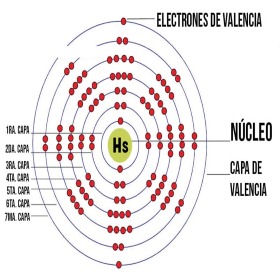 ELECTRONES DE VALENCIA
1RA. CAPA
2DA. CAPA
3RA. CAPA
4TA. CAPA
5TA. CAPA
6TA. CAPA
7MA. CAPA
Hs
NÚCLEO
CAPA DE
VALENCIA